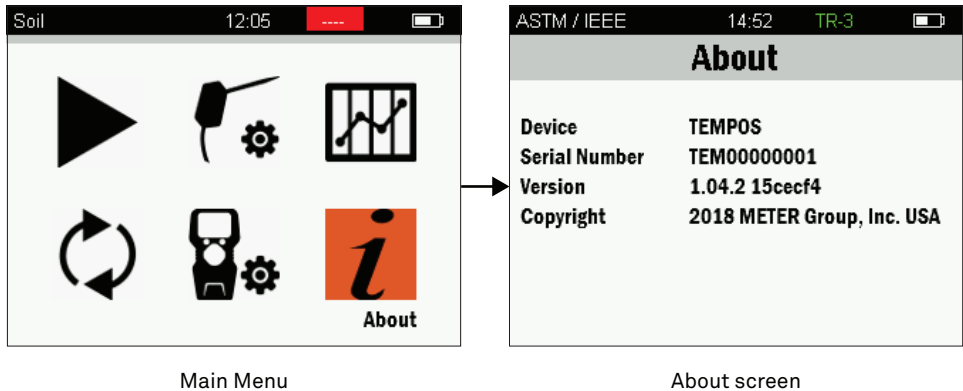 Soil 12:05 ----
About
ASTM / IEEE 14:52 TR-3
About
Device TEMPOS
Serial Number TEM00000001
Version 1.04.2 15cecf4
Copyright 2018 METER Group, Inc. USA
Main Menu
About screen